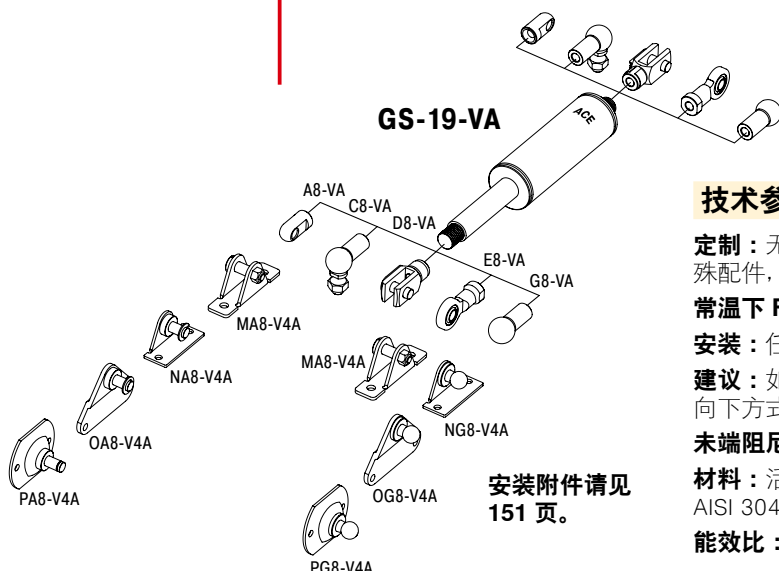 GS-19-VA
ACE
A8-VA
C8-VA
D8-VA
E8-VA
G8-VA
MA8-V4A
NA8-V4A
OA8-V4A
PA8-V4A
MA8-V4A
NG8-V4A
OG8-V4A
PG8-V4A
安装附件请见
151 页。
技术参
定制：无
殊配件，
常温下 F
安装：任
建议：如
向下方式
未端阻尼
材料：活
AISI 304
能效比：